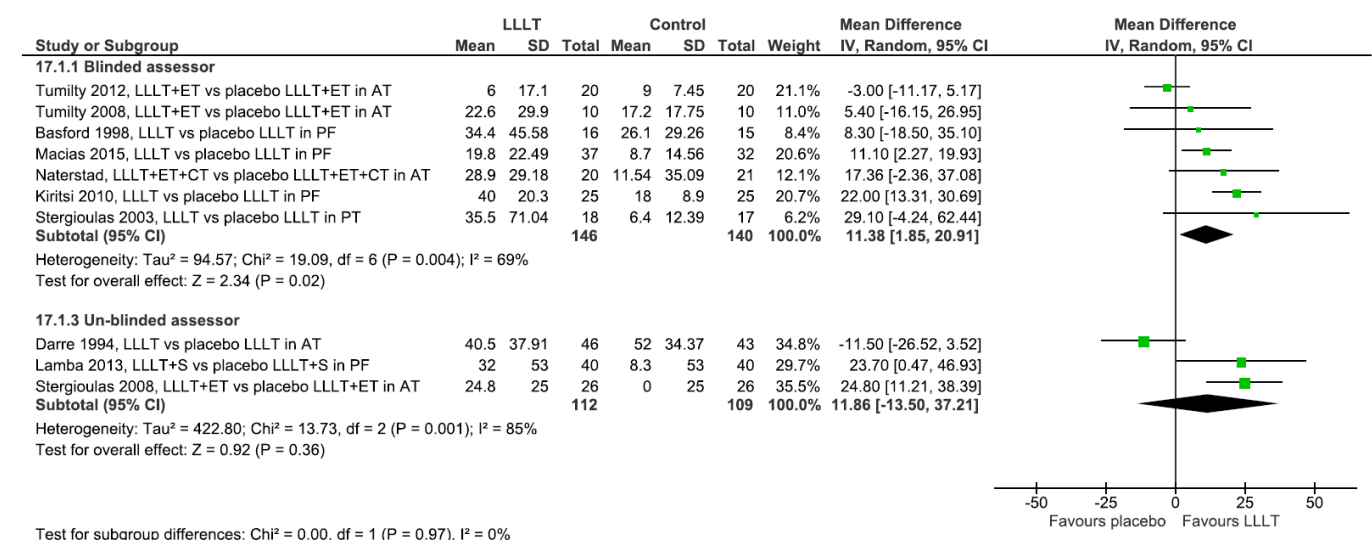 LLLT Control Mean Difference Mean Difference
Study or Subgroup Mean SD Total Mean SD Total Weight IV, Random, 95% CI IV, Random, 95% CI
17.1.1 Blinded assessor
Tumilty 2012, LLLT+ET vs placebo LLLT+ET in AT 6 17.1 20 9 7.45 20 21.1% -3.00 [-11.17, 5.17]
Tumilty 2008, LLLT+ET vs placebo LLLT+ET in AT 22.6 29.9 10 17.2 17.75 10 11.0% 5.40 [-16.15, 26.95]
Basford 1998, LLLT vs placebo LLLT in PF 34.4 45.58 16 26.1 29.26 15 8.4% 8.30 [-18.50, 35.10]
Macias 2015, LLLT vs placebo LLLT in PF 19.8 22.49 37 8.7 14.56 32 20.6% 11.10 [2.27, 19.93]
Naterstad, LLLT+ET+CT vs placebo LLLT+ET+CT in AT 28.9 29.18 20 11.54 35.09 21 12.1% 17.36 [-2.36, 37.08]
Kiritsi 2010, LLLT vs placebo LLLT in PF 40 20.3 25 18 8.9 25 20.7% 22.00 [13.31, 30.69]
Stergioulas 2003, LLLT vs placebo LLLT in PT 35.5 71.04 18 6.4 12.39 17 6.2% 29.10 [-4.24, 62.44]
Subtotal (95% CI) 146 140 100.0% 11.38 [1.85, 20.91]
Heterogeneity: Tau² = 94.57; Chi² = 19.09, df = 6 (P = 0.004); I² = 69%
Test for overall effect: Z = 2.34 (P = 0.02)
17.1.3 Un-blinded assessor
Darre 1994, LLLT vs placebo LLLT in AT 40.5 37.91 46 52 34.37 43 34.8% -11.50 [-26.52, 3.52]
Lamba 2013, LLLT+S vs placebo LLLT+S in PF 32 53 40 8.3 53 40 29.7% 23.70 [0.47, 46.93]
Stergioulas 2008, LLLT+ET vs placebo LLLT+ET in AT 24.8 25 26 0 25 26 35.5% 24.80 [11.21, 38.39]
Subtotal (95% CI) 112 109 100.0% 11.86 [-13.50, 37.21]
Heterogeneity: Tau² = 422.80; Chi² = 13.73, df = 2 (P = 0.001); I² = 85%
Test for overall effect: Z = 0.92 (P = 0.36)
-50 -25 0 25 50
Favours placebo Favours LLLT
Test for subgroup differences: Chi² = 0.00, df = 1 (P = 0.97), I² = 0%